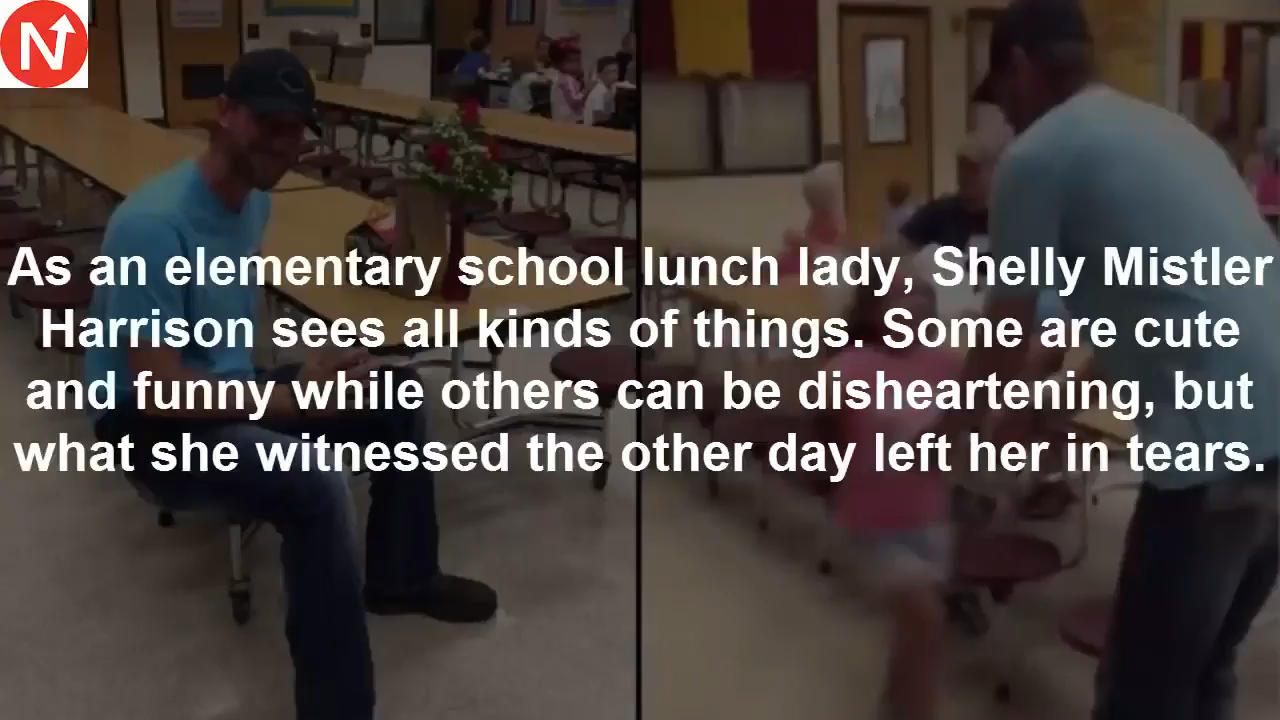 N
As an elementary school lunch lady, Shelly Mistler
Harrison sees all kinds of things. Some are cute
and funny while others can be disheartening, but
what she witnessed the other day left her in tears.